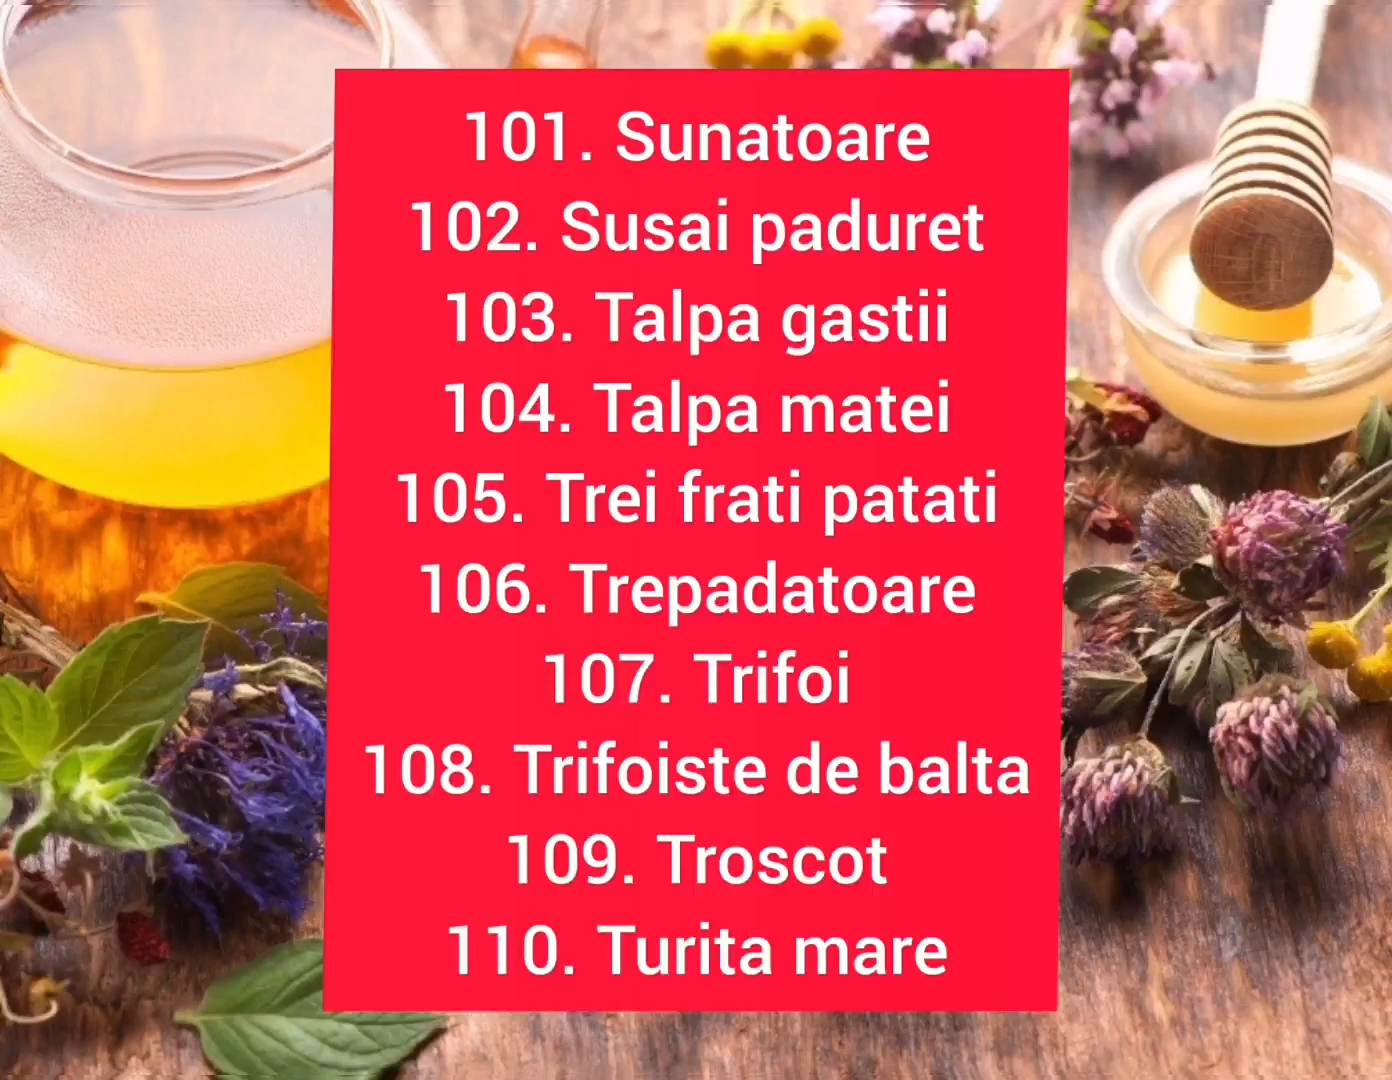 101. Sunatoare
102. Susai paduret
103. Talpa gastii
104. Talpa matei
105. Trei frati patati
106. Trepadatoare
107. Trifoi
108. Trifoiste de balta
109. Troscot
110. Turita mare